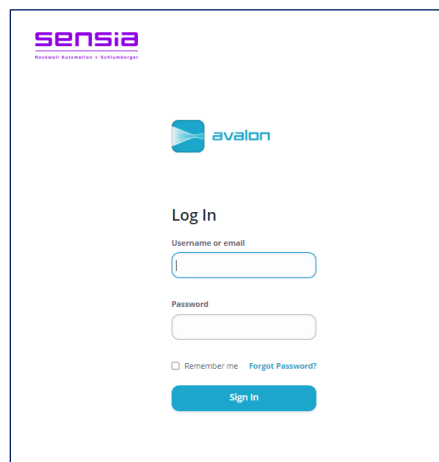 sensia
Rockwell Automation + Schlumberger
avalon
Log In
Username or email
Password
Remember me Forgot Password?
Sign In